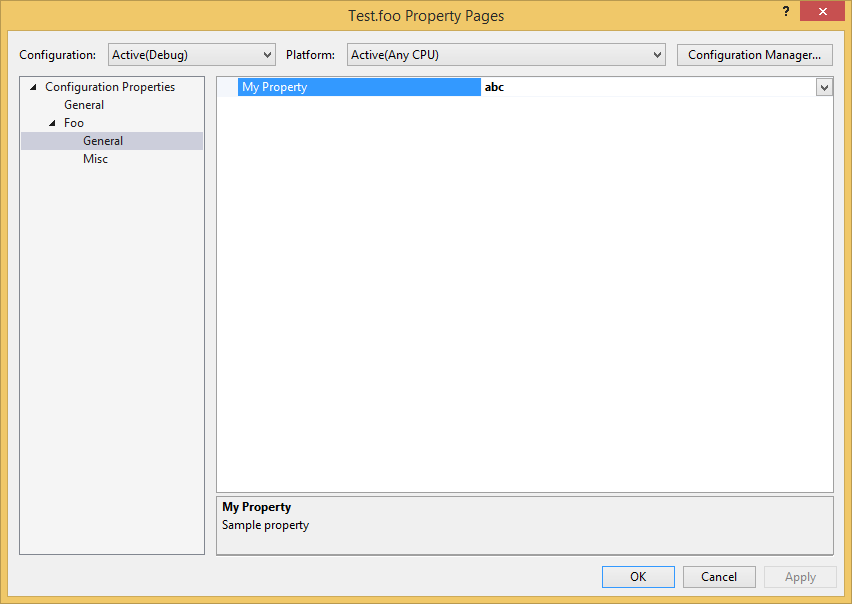 Test.foo Property Pages
?
Configuration: Active(Debug) Platform: Active(Any CPU) Configuration Manager...
Configuration Properties
General
Foo
General
Misc
My Property abc
My Property
Sample property
OK Cancel Apply